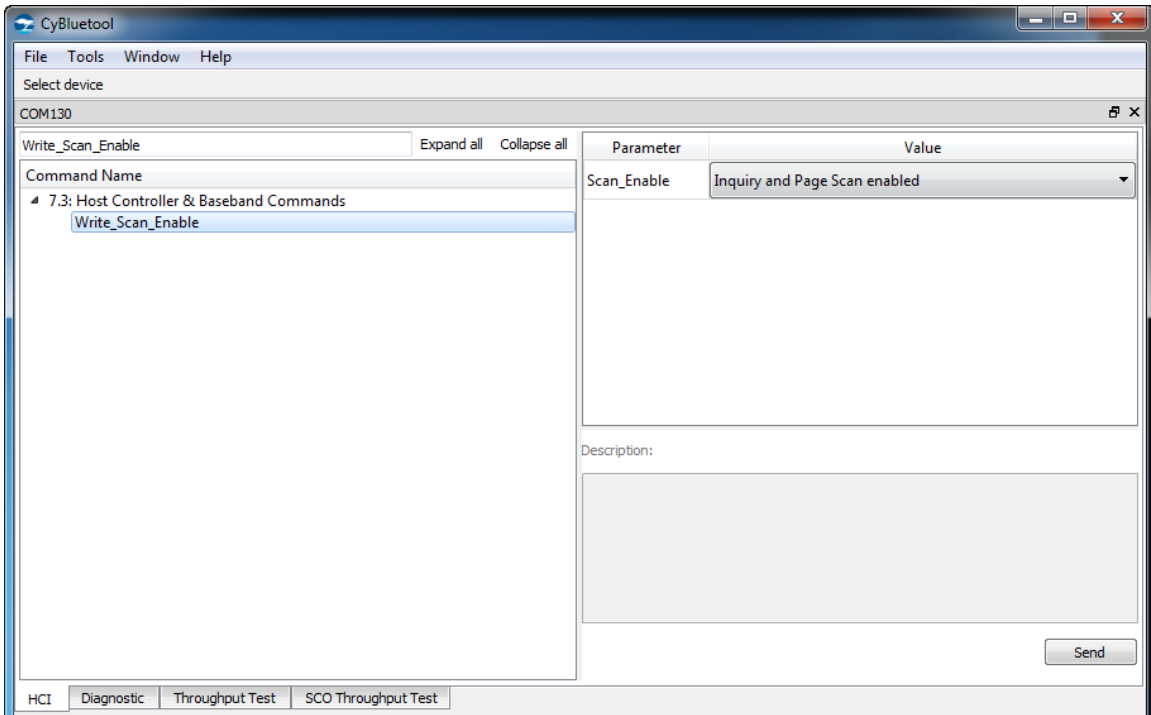 CyBluetool
File Tools Window Help
Select device
COM130
Write_Scan_Enable Expand all Collapse all
Command Name
7.3: Host Controller & Baseband Commands
Write_Scan_Enable
Parameter Value
Scan_Enable Inquiry and Page Scan enabled
Description:
Send
HCI Diagnostic Throughput Test SCO Throughput Test